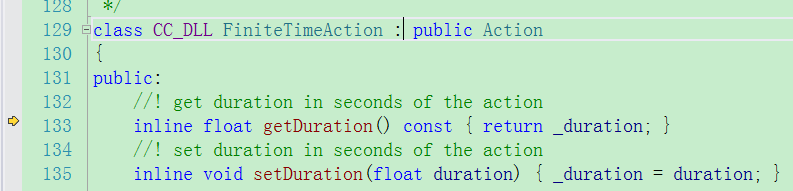 128 */
129 class CC_DLL FiniteTimeAction : public Action
130 {
131 public:
132 //! get duration in seconds of the action
133 inline float getDuration() const { return _duration; }
134 //! set duration in seconds of the action
135 inline void setDuration(float duration) { _duration = duration; }